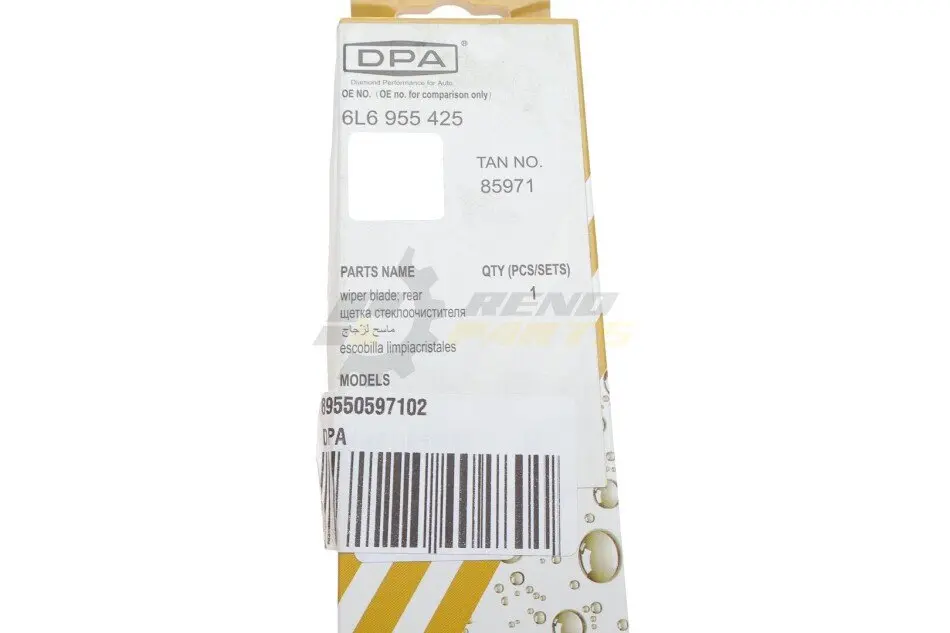 DPA®
Diamond Performance for Auto.
OE NO. (OE no. for comparison only)
6L6 955 425
TAN NO.
85971
PARTS NAME
QTY (PCS/SETS)
wiper blade: rear
1
щетка стеклоочистителя
ماسح لزجاج
escobilla limpiacristales
MODELS
RENO
PARTS
89550597102
DPA